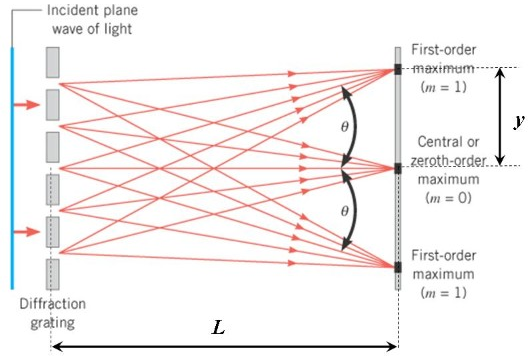 Incident plane
wave of light
First-order
maximum
(m = 1)
y
θ
Central or
zeroth-order
maximum
(m = 0)
θ
First-order
maximum
(m = 1)
Diffraction
grating
L